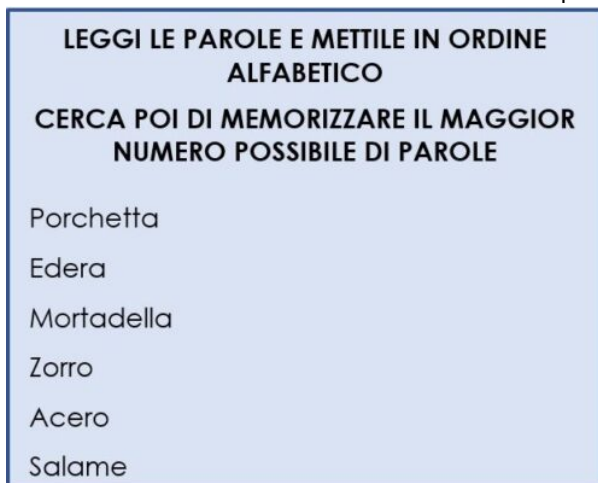 LEGGI LE PAROLE E METTILE IN ORDINE
ALFABETICO
CERCA POI DI MEMORIZZARE IL MAGGIOR
NUMERO POSSIBILE DI PAROLE
Porchetta
Edera
Mortadella
Zorro
Acero
Salame